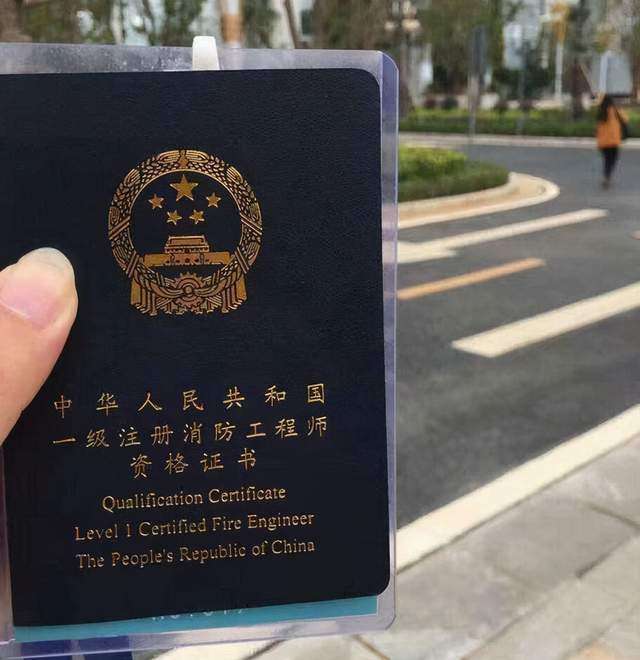 中华人民共和国
一级注册消防工程师
资格证书
Qualification Certificate
Level 1 Certified Fire Engineer
The People's Republic of China